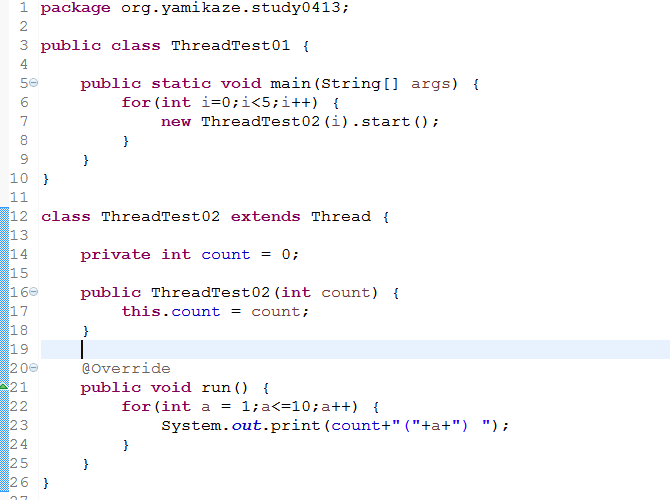 1 package org.yamikaze.study0413;
2
3 public class ThreadTest01 {
4
5 public static void main(String[] args) {
6 for(int i=0;i<5;i++) {
7 new ThreadTest02(i).start();
8 }
9 }
10 }
11
12 class ThreadTest02 extends Thread {
13
14 private int count = 0;
15
16 public ThreadTest02(int count) {
17 this.count = count;
18 }
19
20 @Override
21 public void run() {
22 for(int a = 1;a<=10;a++) {
23 System.out.print(count+"("+a+") ");
24 }
25 }
26 }